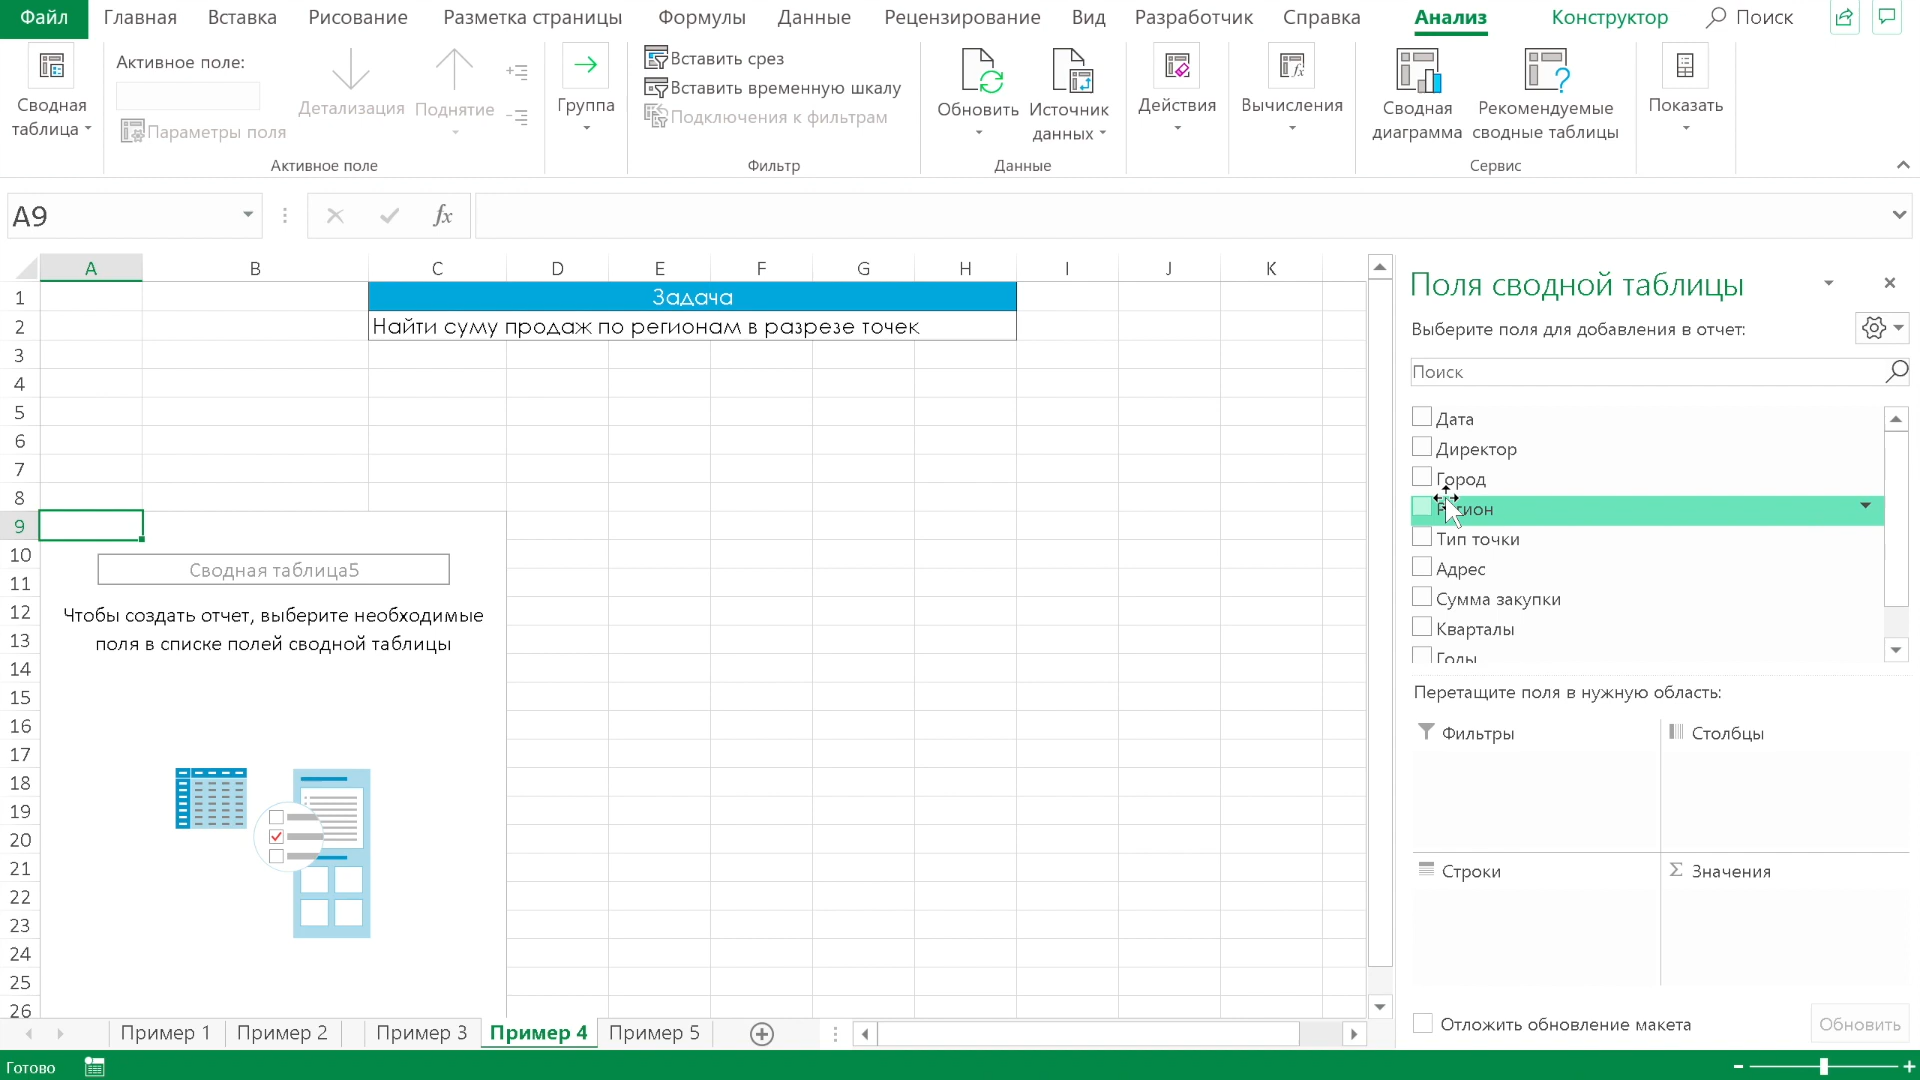 Файл Главная Вставка Рисование Разметка страницы Формулы Данные Рецензирование Вид Разработчик Справка Анализ Конструктор Поиск
Сводная таблица
Активное поле:
Параметры поля
Детализация
Поднятие
Активное поле
Группа
Вставить срез
Вставить временную шкалу
Подключения к фильтрам
Фильтр
Обновить
Источник данных
Данные
Действия
Вычисления
Сводная диаграмма
Рекомендуемые сводные таблицы
Сервис
Показать
A9
fx
A B C D E F G H I J K
1
Задача
2
Найти сумму продаж по регионам в разрезе точек
3
4
5
6
7
8
9
10
11
12
13
14
15
16
17
18
19
20
21
22
23
24
25
26
Сводная таблица5
Чтобы создать отчет, выберите необходимые
поля в списке полей сводной таблицы
Поля сводной таблицы
Выберите поля для добавления в отчет:
Поиск
Дата
Директор
Город
Регион
Тип точки
Адрес
Сумма закупки
Кварталы
Годы
Перетащите поля в нужную область:
Фильтры
Столбцы
Строки
Σ Значения
Отложить обновление макета
Обновить
Пример 1 Пример 2 Пример 3 Пример 4 Пример 5
Готово